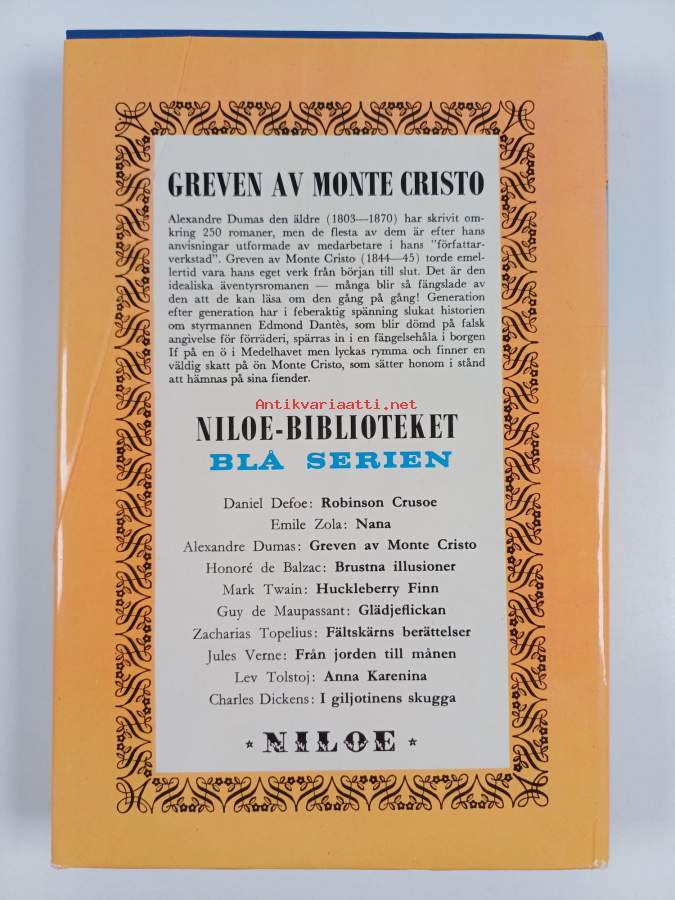 GREVEN AV MONTE CRISTO
Alexandre Dumas den äldre (1803—1870) har skrivit om-
kring 250 romaner, men de flesta av dem är efter hans
anvisningar utformade av medarbetare i hans "författar-
verkstad". Greven av Monte Cristo (1844—45) torde emel-
lertid vara hans eget verk från början till slut. Det är den
idealiska äventyrsromanen — många blir så fängslade av
den att de kan läsa om den gång på gång! Generation
efter generation har i feberaktig spänning slukat historien
om styrmannen Edmond Dantès, som blir dömd på falsk
angivelse för förräderi, spärras in i en fängelsehåla i borgen
If på en ö i Medelhavet men lyckas rymma och finner en
väldig skatt på ön Monte Cristo, som sätter honom i stånd
att hämnas på sina fiender.
Antikvariaatti.net
NILOE-BIBLIOTEKET
BLÅ SERIEN
Daniel Defoe: Robinson Crusoe
Emile Zola: Nana
Alexandre Dumas: Greven av Monte Cristo
Honoré de Balzac: Brustna illusioner
Mark Twain: Huckleberry Finn
Guy de Maupassant: Glädjeflickan
Zacharias Topelius: Fältskärns berättelser
Jules Verne: Från jorden till månen
Lev Tolstoj: Anna Karenina
Charles Dickens: I giljotinens skugga
* NILOE *